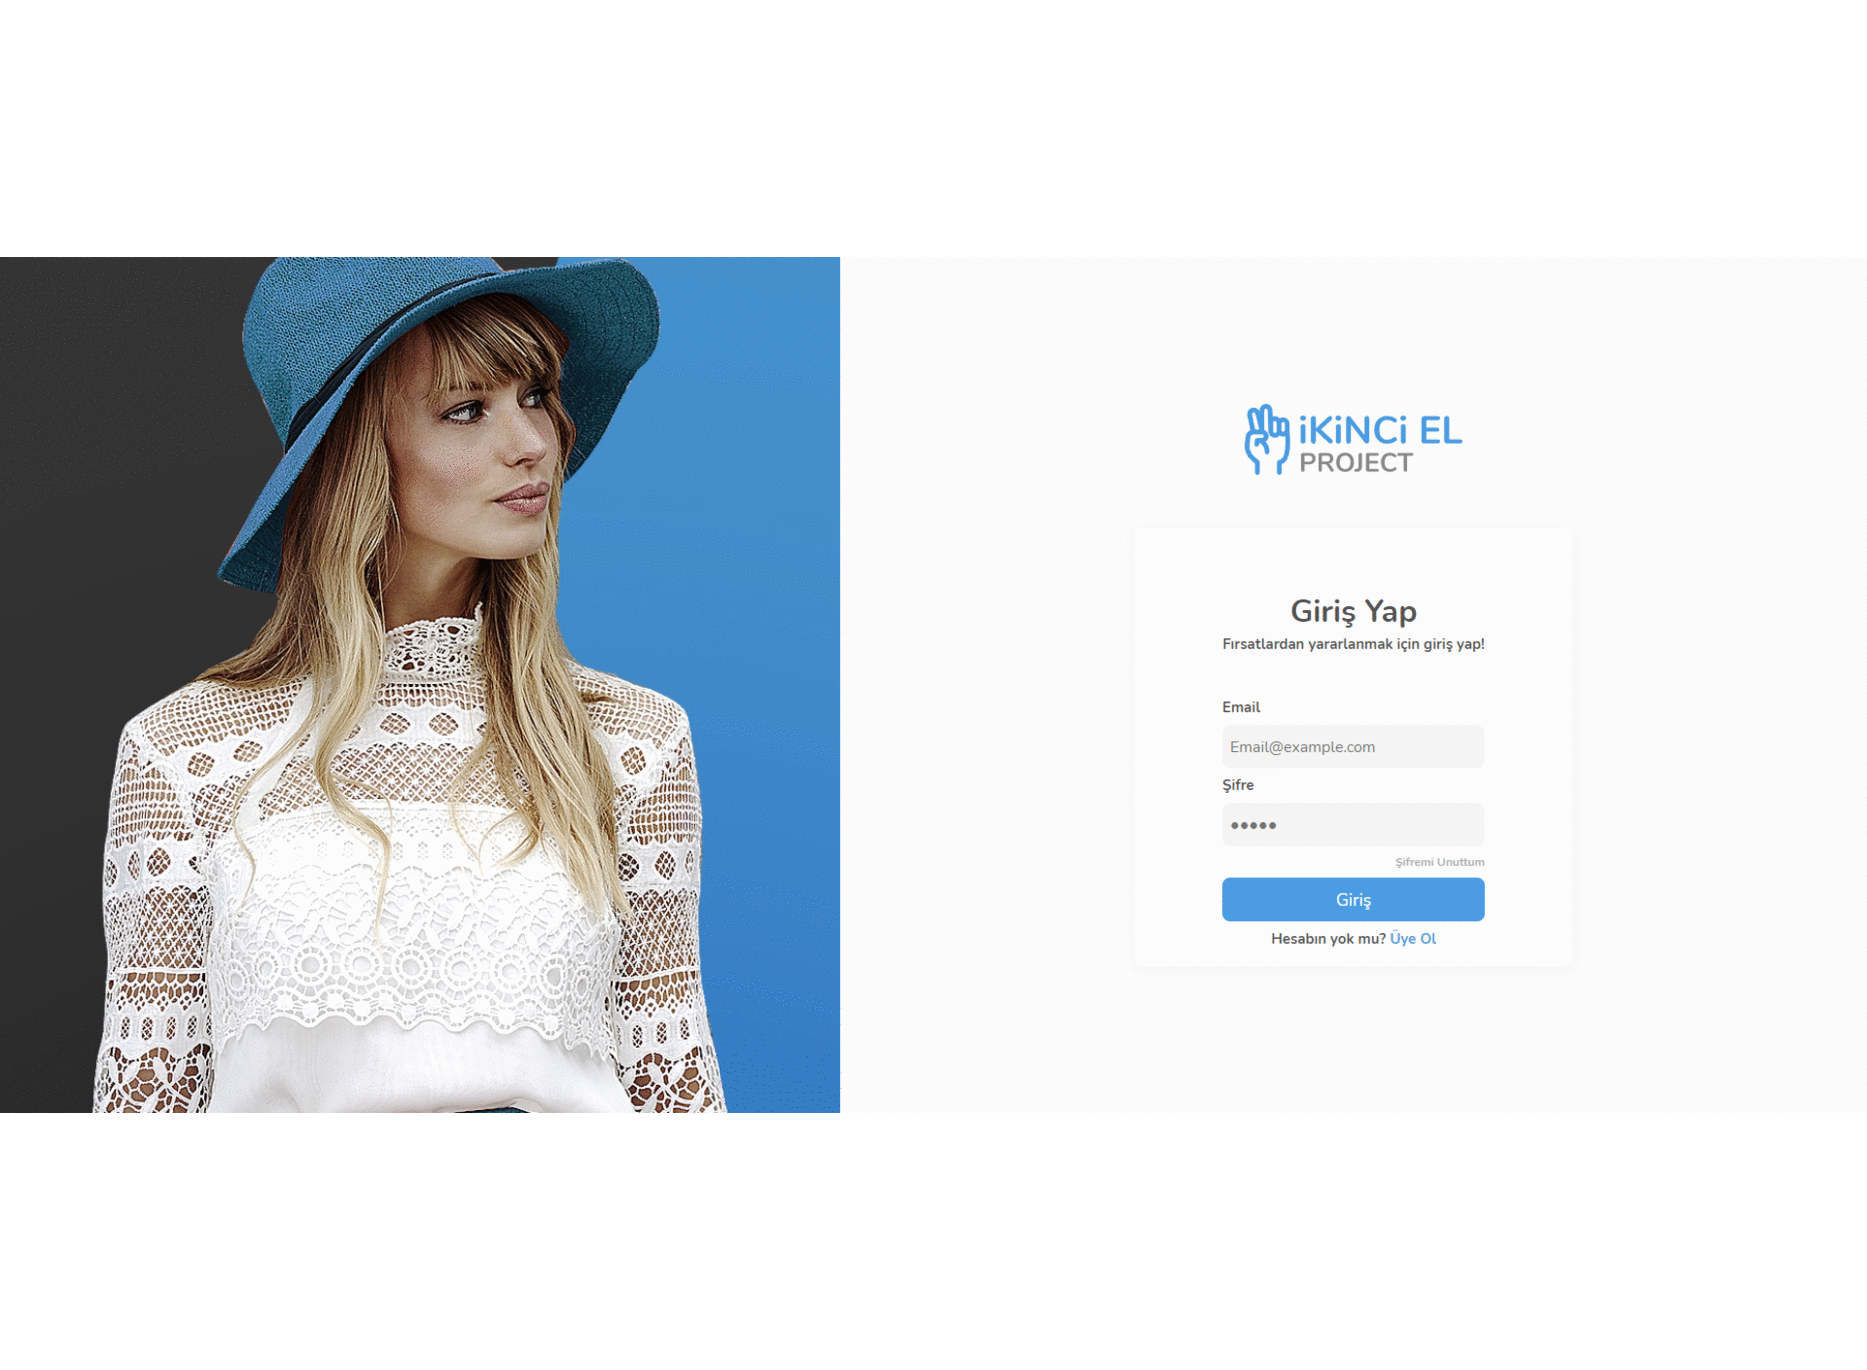 iKiNCi EL
PROJECT
Giriş Yap
Fırsatlardan yararlanmak için giriş yap!
Email
Email@example.com
Şifre
•••••
Şifremi Unuttum
Giriş
Hesabın yok mu? Üye Ol